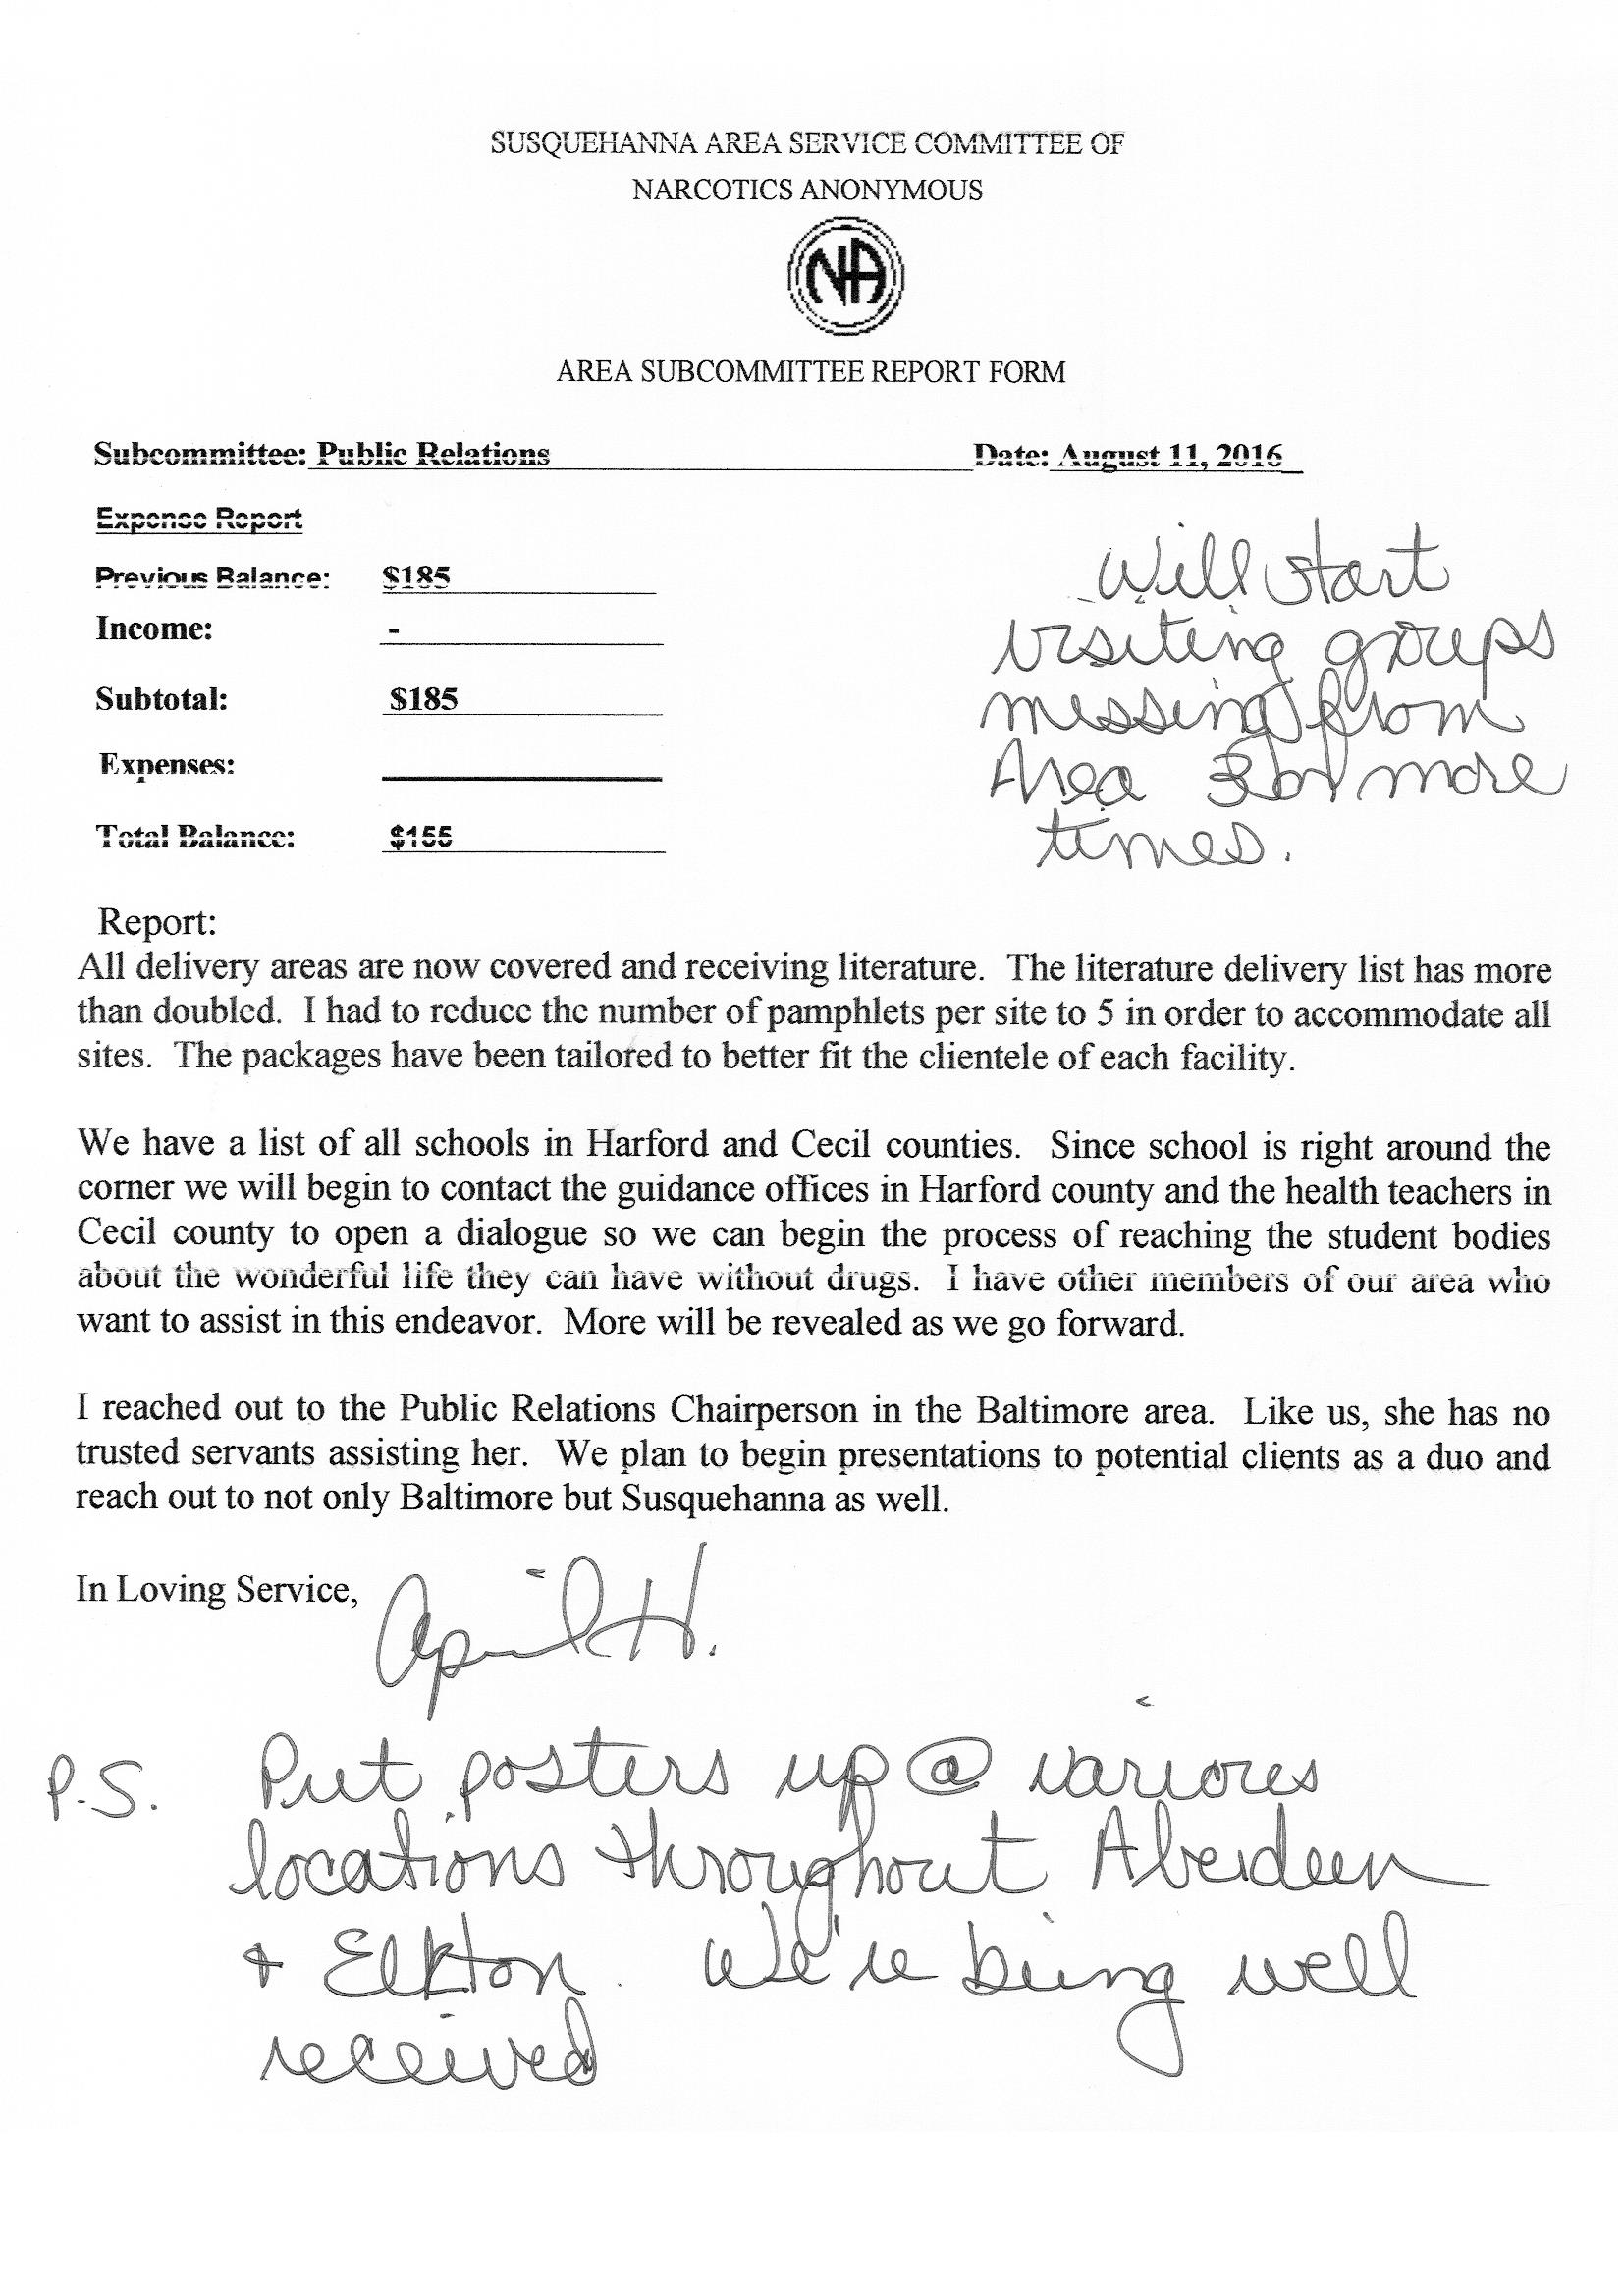 SUSQUEHANNA AREA SERVICE COMMITTEE OF
NARCOTICS ANONYMOUS
NA
AREA SUBCOMMITTEE REPORT FORM
Subcommittee: Public Relations Date: August 11, 2016
Expense Report
Previous Balance: $185
Income: -
Subtotal: $185
Expenses:
Total Balance: $155
Will start
visiting groups
missing from
Area 3 or more
times.
Report:
All delivery areas are now covered and receiving literature. The literature delivery list has more
than doubled. I had to reduce the number of pamphlets per site to 5 in order to accommodate all
sites. The packages have been tailored to better fit the clientele of each facility.
We have a list of all schools in Harford and Cecil counties. Since school is right around the
corner we will begin to contact the guidance offices in Harford county and the health teachers in
Cecil county to open a dialogue so we can begin the process of reaching the student bodies
about the wonderful life they can have without drugs. I have other members of our area who
want to assist in this endeavor. More will be revealed as we go forward.
I reached out to the Public Relations Chairperson in the Baltimore area. Like us, she has no
trusted servants assisting her. We plan to begin presentations to potential clients as a duo and
reach out to not only Baltimore but Susquehanna as well.
In Loving Service, April H.
P.S. Put posters up @ various
locations throughout Aberdeen
+ Elkton. We're being well
received